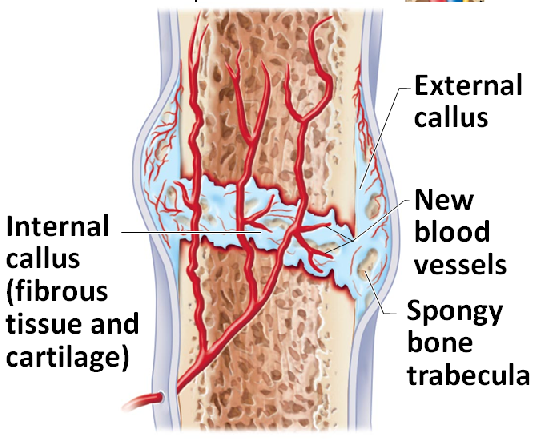 External
callus
New
blood
vessels
Internal
callus
(fibrous
tissue and
cartilage)
Spongy
bone
trabecula